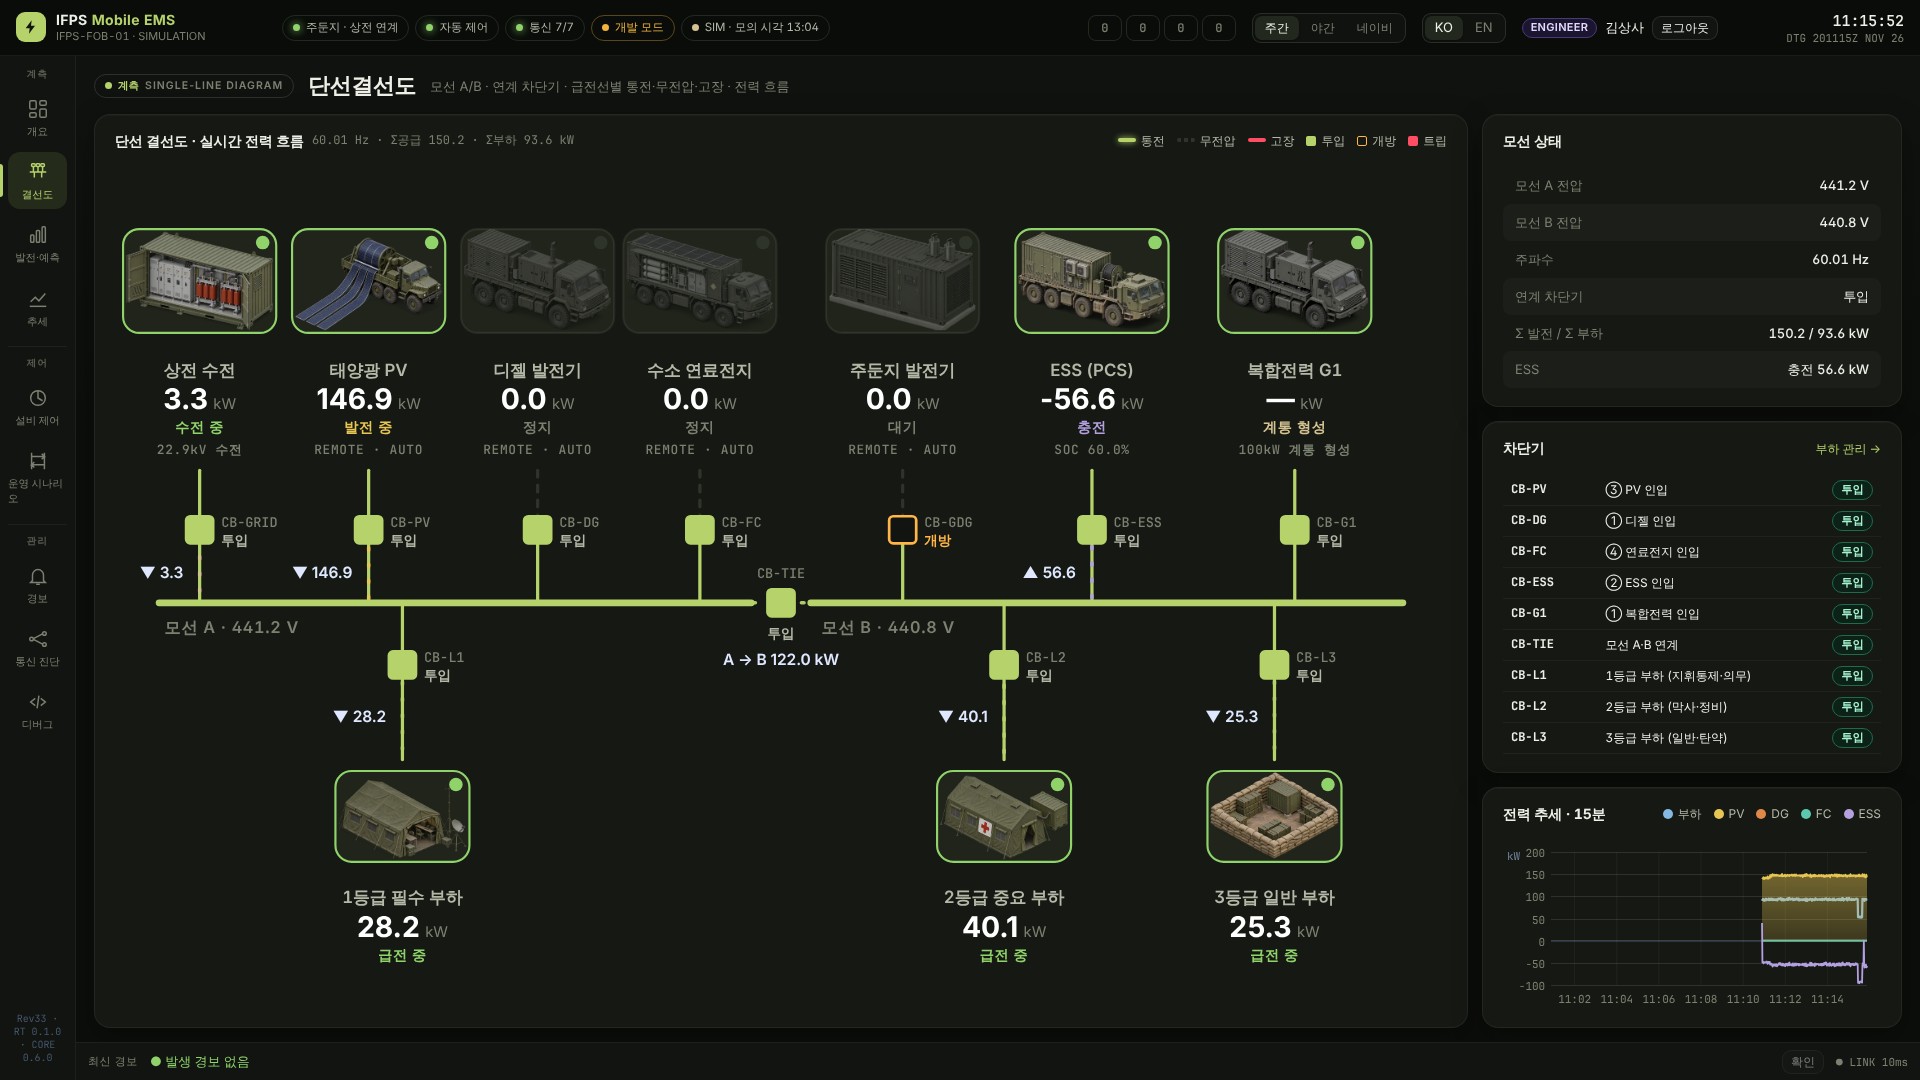 IFPS Mobile EMS
IFPS-FOB-01 · SIMULATION
주둔지 · 상전 연계
자동 제어
통신 7/7
개발 모드
SIM · 모의 시각 13:04
0 0 0 0
주간 야간 네이비
KO EN
ENGINEER 김상사 로그아웃
11:15:52
DTG 201115Z NOV 26
계측
개요
결선도
발전·예측
추세
제어
설비 제어
운영 시나리
오
관리
경보
통신 진단
디버그
Rev33 ·
RT 0.1.0
· CORE
0.6.0
계측 SINGLE-LINE DIAGRAM
단선결선도
모선 A/B · 연계 차단기 · 급전선별 통전·무전압·고장 · 전력 흐름
단선 결선도 · 실시간 전력 흐름
60.01 Hz · Σ공급 150.2 · Σ부하 93.6 kW
통전 무전압 고장 투입 개방 트립
상전 수전
3.3 kW
수전 중
22.9kV 수전
태양광 PV
146.9 kW
발전 중
REMOTE · AUTO
디젤 발전기
0.0 kW
정지
REMOTE · AUTO
수소 연료전지
0.0 kW
정지
REMOTE · AUTO
주둔지 발전기
0.0 kW
대기
REMOTE · AUTO
ESS (PCS)
-56.6 kW
충전
SOC 60.0%
복합전력 G1
— kW
계통 형성
100kW 계통 형성
CB-GRID
투입
CB-PV
투입
CB-DG
투입
CB-FC
투입
CB-GDG
개방
CB-ESS
투입
CB-G1
투입
▼ 3.3
▼ 146.9
▲ 56.6
CB-TIE
투입
A → B 122.0 kW
모선 A · 441.2 V
모선 B · 440.8 V
CB-L1
투입
CB-L2
투입
CB-L3
투입
▼ 28.2
▼ 40.1
▼ 25.3
1등급 필수 부하
28.2 kW
급전 중
2등급 중요 부하
40.1 kW
급전 중
3등급 일반 부하
25.3 kW
급전 중
모선 상태
모선 A 전압 441.2 V
모선 B 전압 440.8 V
주파수 60.01 Hz
연계 차단기 투입
Σ 발전 / Σ 부하 150.2 / 93.6 kW
ESS 충전 56.6 kW
차단기
부하 관리 →
CB-PV ③ PV 인입 투입
CB-DG ① 디젤 인입 투입
CB-FC ④ 연료전지 인입 투입
CB-ESS ② ESS 인입 투입
CB-G1 ① 복합전력 인입 투입
CB-TIE 모선 A·B 연계 투입
CB-L1 1등급 부하 (지휘통제·의무) 투입
CB-L2 2등급 부하 (막사·정비) 투입
CB-L3 3등급 부하 (일반·탄약) 투입
전력 추세 · 15분
부하 PV DG FC ESS
kW
200
150
100
50
0
-50
-100
11:02 11:04 11:06 11:08 11:10 11:12 11:14
최신 경보
발생 경보 없음
확인
LINK 10ms